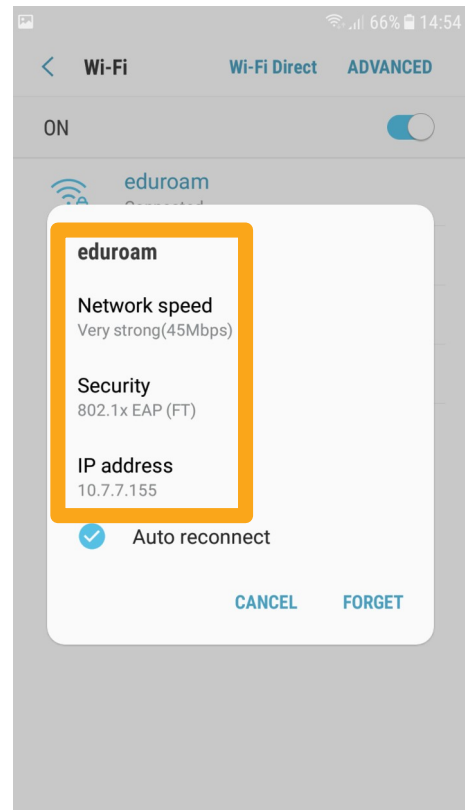 66% 14:54
Wi-Fi Wi-Fi Direct ADVANCED
ON
eduroam
Connected
eduroam
Network speed
Very strong(45Mbps)
Security
802.1x EAP (FT)
IP address
10.7.7.155
Auto reconnect
CANCEL FORGET